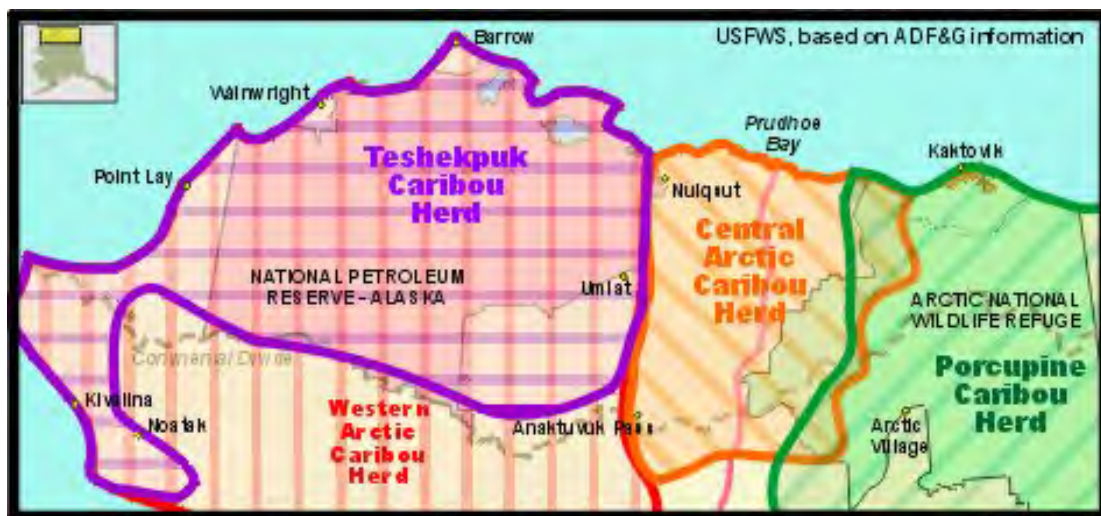 Barrow
USFWS, based on ADF&G information
Wainwright
Prudhoe
Bay
Teshekpuk
Caribou
Herd
Kaktovik
Point Lay
Nuiqsut
Central
Arctic
Caribou
Herd
NATIONAL PETROLEUM
RESERVE-ALASKA
Umiat
ARCTIC NATIONAL
WILDLIFE REFUGE
Continental Divide
Porcupine
Caribou
Herd
Kivalina
Noatak
Western
Arctic
Caribou
Herd
Anaktuvuk Pass
Arctic
Village